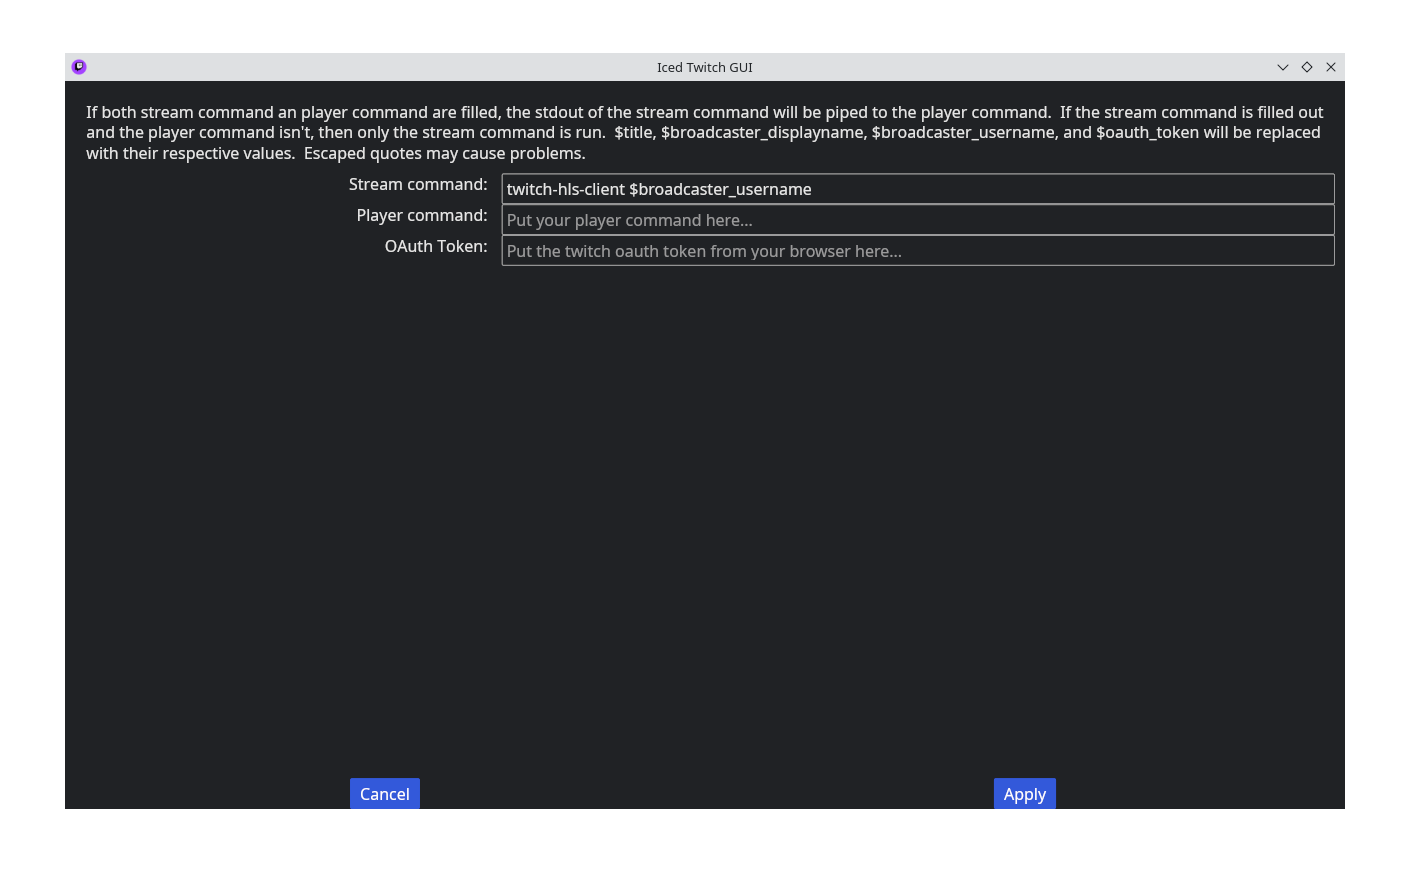 Iced Twitch GUI
If both stream command an player command are filled, the stdout of the stream command will be piped to the player command.  If the stream command is filled out
and the player command isn't, then only the stream command is run.  $title, $broadcaster_displayname, $broadcaster_username, and $oauth_token will be replaced
with their respective values.  Escaped quotes may cause problems.
Stream command: twitch-hls-client $broadcaster_username
Player command: Put your player command here...
OAuth Token: Put the twitch oauth token from your browser here...
Cancel Apply